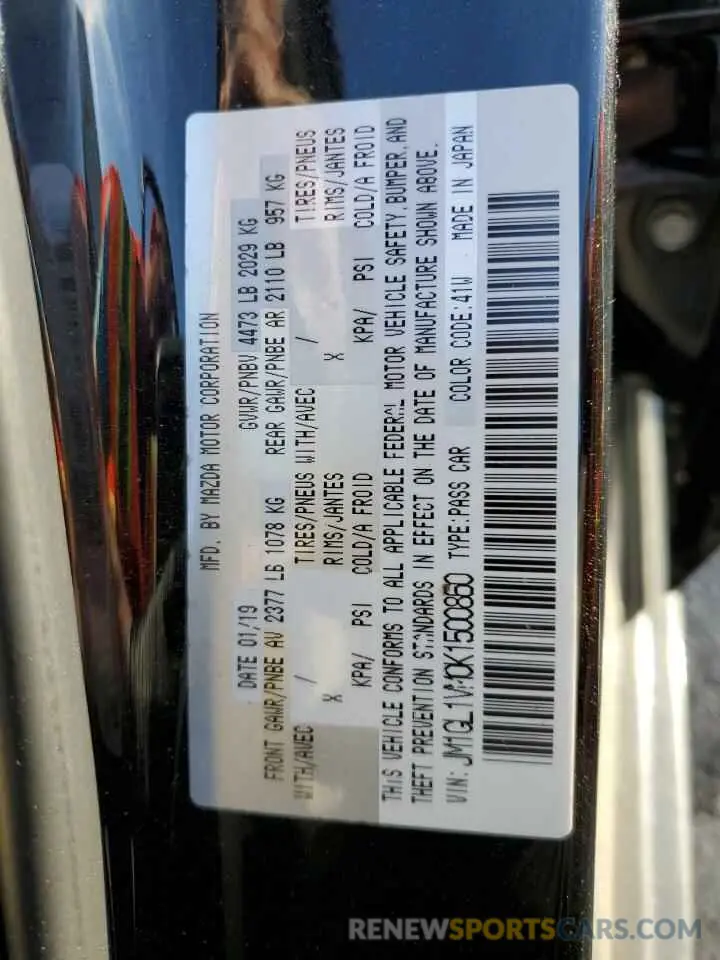 MFD. BY MAZDA MOTOR CORPORATION
DATE 01/19 GVWR/PNBV 4473 LB 2029 KG
FRONT GAWR/PNBE AV 2377 LB 1078 KG REAR GAWR/PNBE AR 2110 LB 957 KG
WITH/AVEC / TIRES/PNEUS WITH/AVEC / TIRES/PNEUS
X RIMS/JANTES X RIMS/JANTES
KPA/ PSI COLD/A FROID KPA/ PSI COLD/A FROID
THIS VEHICLE CONFORMS TO ALL APPLICABLE FEDERAL MOTOR VEHICLE SAFETY,BUMPER,AND
THEFT PREVENTION STANDARDS IN EFFECT ON THE DATE OF MANUFACTURE SHOWN ABOVE.
VIN: JM1GL1VM0K1500860 TYPE:PASS CAR COLOR CODE:41W MADE IN JAPAN
RENEWSPORTSCARS.COM